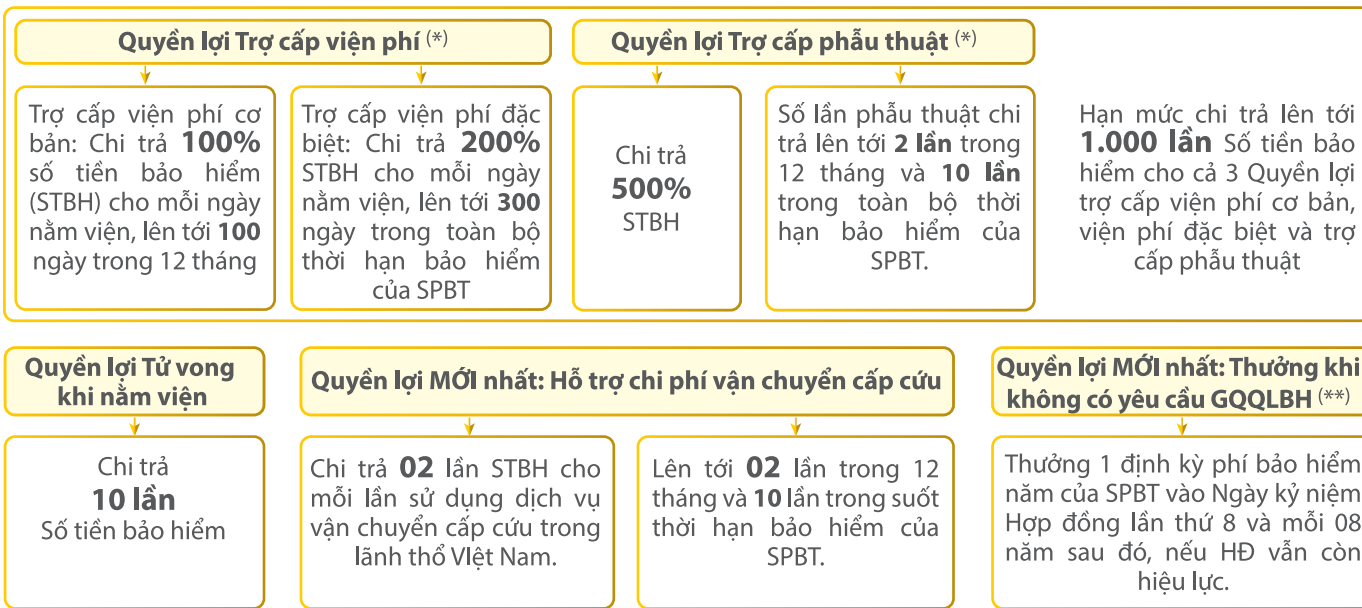 Quyền lợi Trợ cấp viện phí (*)
Trợ cấp viện phí cơ
bản: Chi trả 100%
số tiền bảo hiểm
(STBH) cho mỗi ngày
nằm viện, lên tới 100
ngày trong 12 tháng
Trợ cấp viện phí đặc
biệt: Chi trả 200%
STBH cho mỗi ngày
nằm viện, lên tới 300
ngày trong toàn bộ
thời hạn bảo hiểm
của SPBT
Quyền lợi Trợ cấp phẫu thuật (*)
Chi trả
500%
STBH
Số lần phẫu thuật chi
trả lên tới 2 lần trong
12 tháng và 10 lần
trong toàn bộ thời
hạn bảo hiểm của
SPBT.
Hạn mức chi trả lên tới
1.000 lần Số tiền bảo
hiểm cho cả 3 Quyền lợi
trợ cấp viện phí cơ bản,
viện phí đặc biệt và trợ
cấp phẫu thuật
Quyền lợi Tử vong
khi nằm viện
Chi trả
10 lần
Số tiền bảo hiểm
Quyền lợi MỚI nhất: Hỗ trợ chi phí vận chuyển cấp cứu
Chi trả 02 lần STBH cho
mỗi lần sử dụng dịch vụ
vận chuyển cấp cứu trong
lãnh thổ VIệt Nam.
Lên tới 02 lần trong 12
tháng và 10 lần trong suốt
thời hạn bảo hiểm của
SPBT.
Quyền lợi MỚI nhất: Thưởng khi
không có yêu cầu GQQLBH (**)
Thưởng 1 định kỳ phí bảo hiểm
năm của SPBT vào Ngày kỷ niệm
Hợp đồng lần thứ 8 và mỗi 08
năm sau đó, nếu HĐ vẫn còn
hiệu lực.